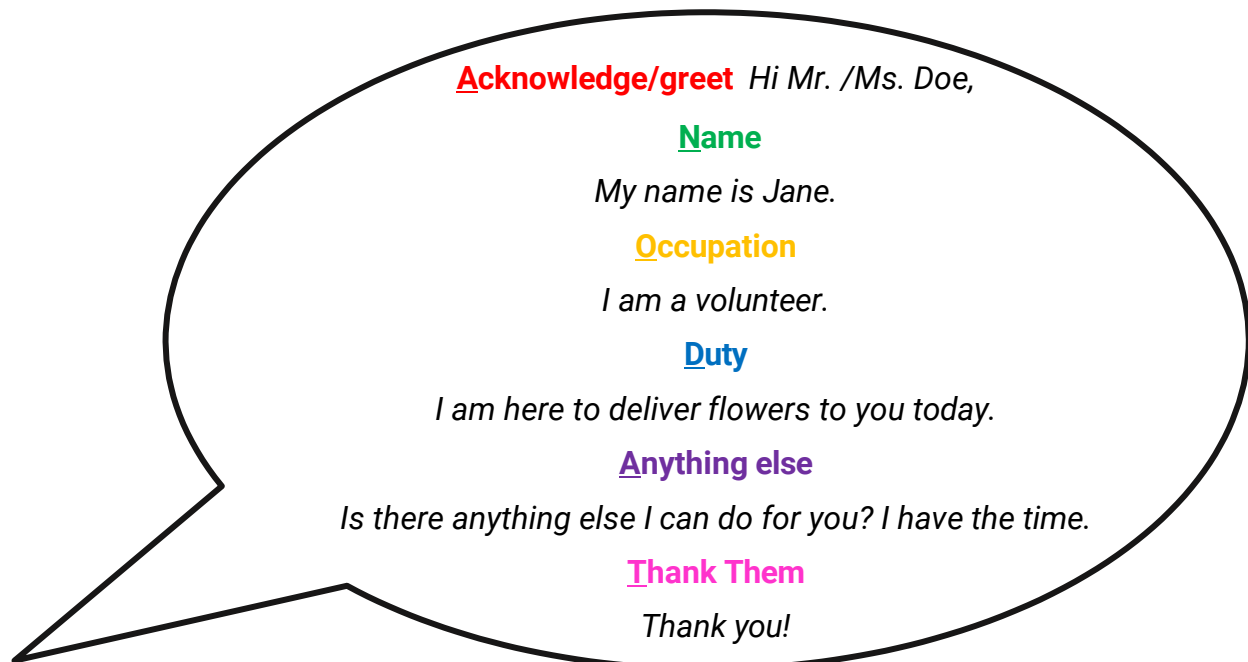 Acknowledge/greet Hi Mr. /Ms. Doe,
Name
My name is Jane.
Occupation
I am a volunteer.
Duty
I am here to deliver flowers to you today.
Anything else
Is there anything else I can do for you? I have the time.
Thank Them
Thank you!